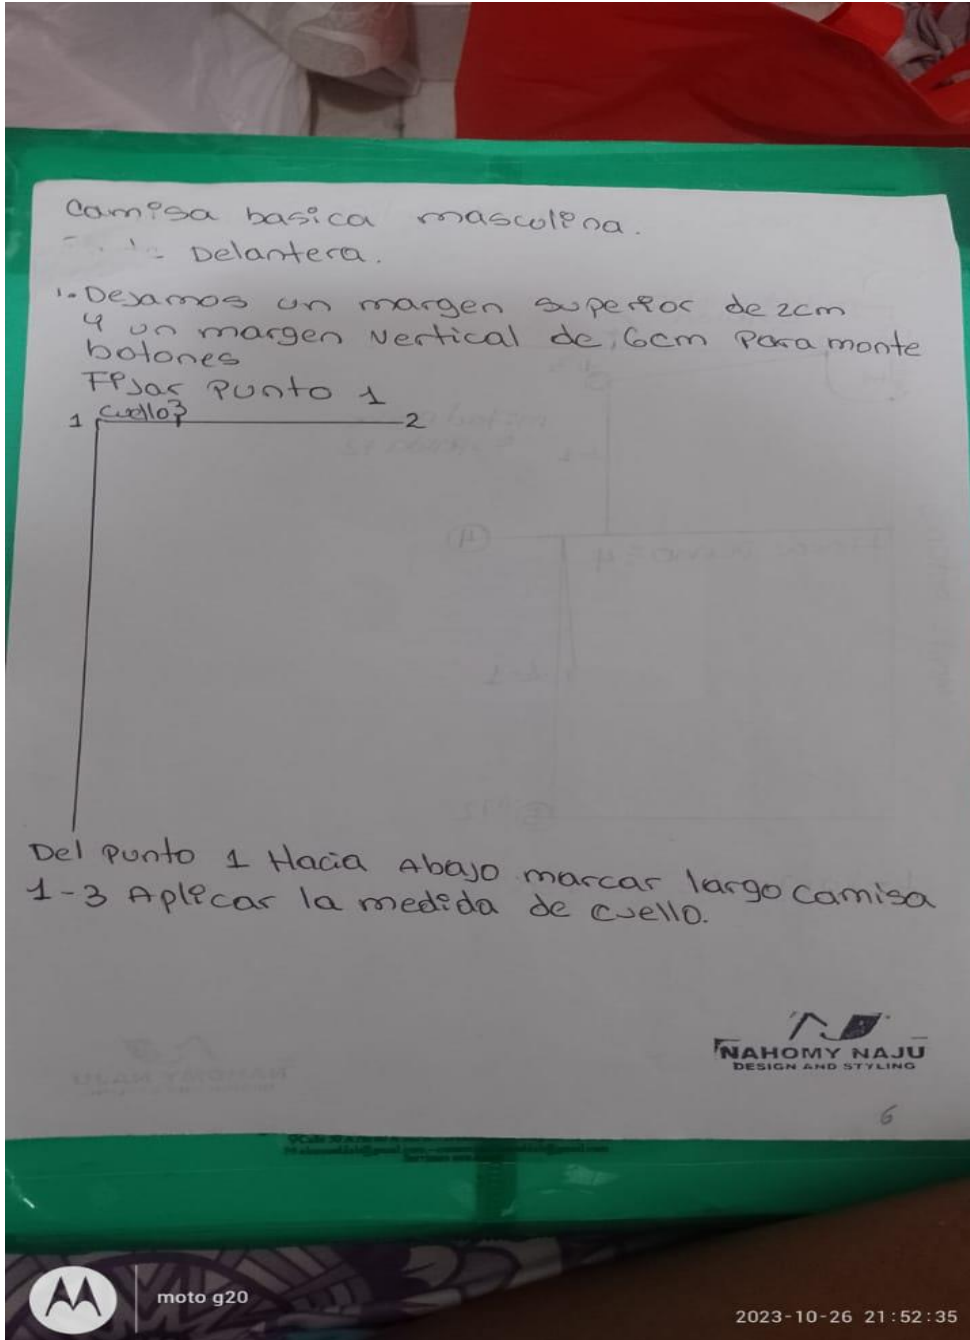 Camisa basica masculina.
Delantera.
1.- Dejamos un margen superior de 2cm
y un margen vertical de 6cm para monte
botones
Fijar Punto 1
cuello 3
1 2
Del Punto 1 Hacia Abajo marcar largo camisa
1-3 Aplicar la medida de cuello.
NAHOMY NAJÚ
DESIGN AND STYLING
6
moto g20
2023-10-26 21:52:35